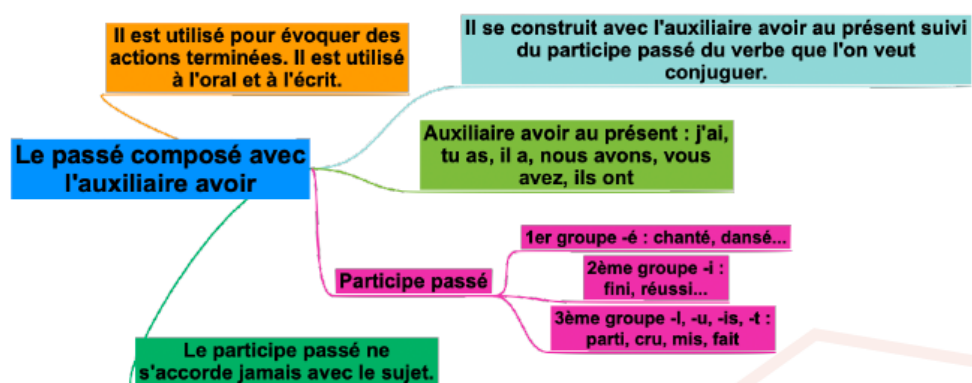 Il est utilisé pour évoquer des
actions terminées. Il est utilisé
à l'oral et à l'écrit.
Il se construit avec l'auxiliaire avoir au présent suivi
du participe passé du verbe que l'on veut
conjuguer.
Le passé composé avec
l'auxiliaire avoir
Auxiliaire avoir au présent : j'ai,
tu as, il a, nous avons, vous
avez, ils ont
Participe passé
1er groupe -é : chanté, dansé...
2ème groupe -i :
fini, réussi...
3ème groupe -I, -u, -is, -t :
parti, cru, mis, fait
Le participe passé ne
s'accorde jamais avec le sujet.